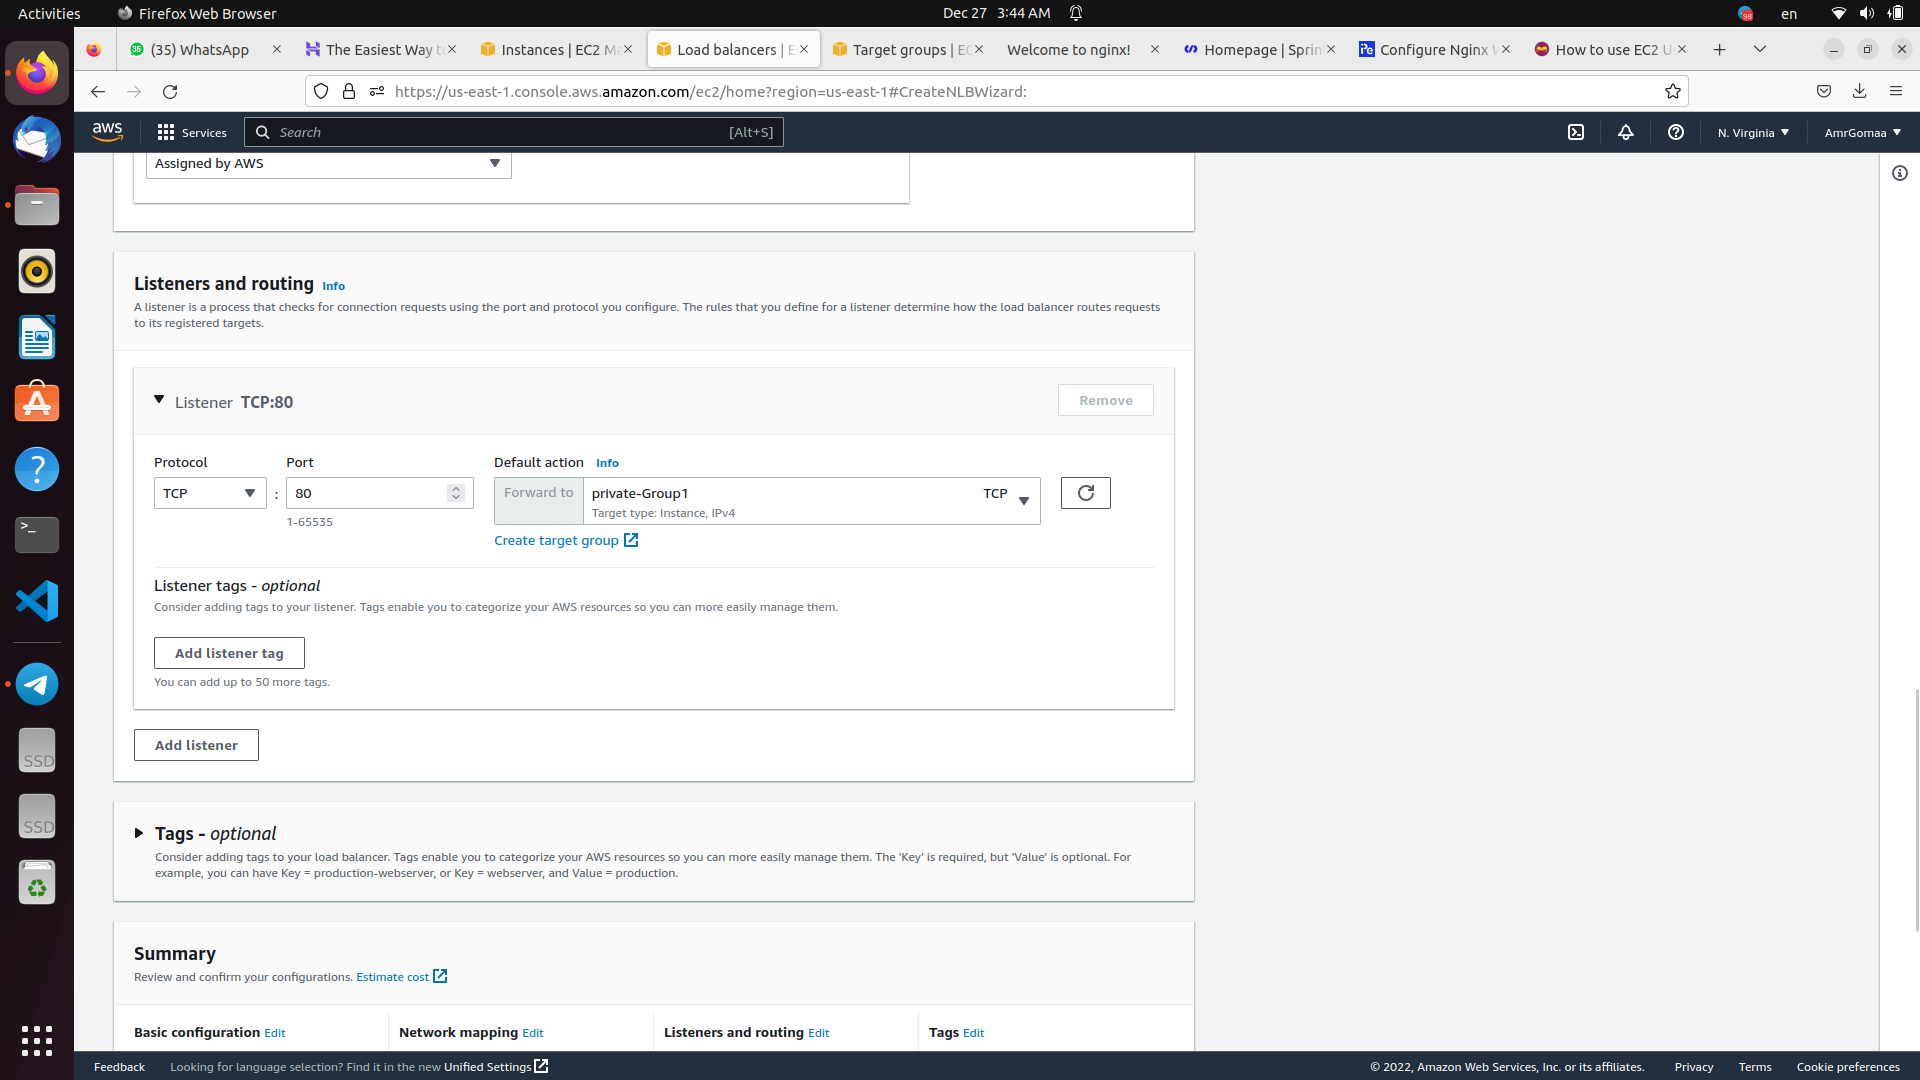 Activities
Firefox Web Browser
Dec 27 3:44 AM
en
(35) WhatsApp
The Easiest Way t
Instances | EC2 Ma
Load balancers | E
Target groups | EC
Welcome to nginx!
Homepage | Sprin
Configure Nginx W
How to use EC2 U
https://us-east-1.console.aws.amazon.com/ec2/home?region=us-east-1#CreateNLBWizard:
aws
Services
Search
[Alt+S]
N. Virginia
AmrGomaa
Assigned by AWS
Listeners and routing Info
A listener is a process that checks for connection requests using the port and protocol you configure. The rules that you define for a listener determine how the load balancer routes requests
to its registered targets.
Listener TCP:80
Remove
Protocol
Port
Default action Info
TCP
:
80
Forward to
private-Group1
TCP
Target type: Instance, IPv4
1-65535
Create target group
Listener tags - optional
Consider adding tags to your listener. Tags enable you to categorize your AWS resources so you can more easily manage them.
Add listener tag
You can add up to 50 more tags.
Add listener
Tags - optional
Consider adding tags to your load balancer. Tags enable you to categorize your AWS resources so you can more easily manage them. The 'Key' is required, but 'Value' is optional. For
example, you can have Key = production-webserver, or Key = webserver, and Value = production.
Summary
Review and confirm your configurations. Estimate cost
Basic configuration Edit
Network mapping Edit
Listeners and routing Edit
Tags Edit
SSD
SSD
Feedback
Looking for language selection? Find it in the new Unified Settings
© 2022, Amazon Web Services, Inc. or its affiliates.
Privacy
Terms
Cookie preferences